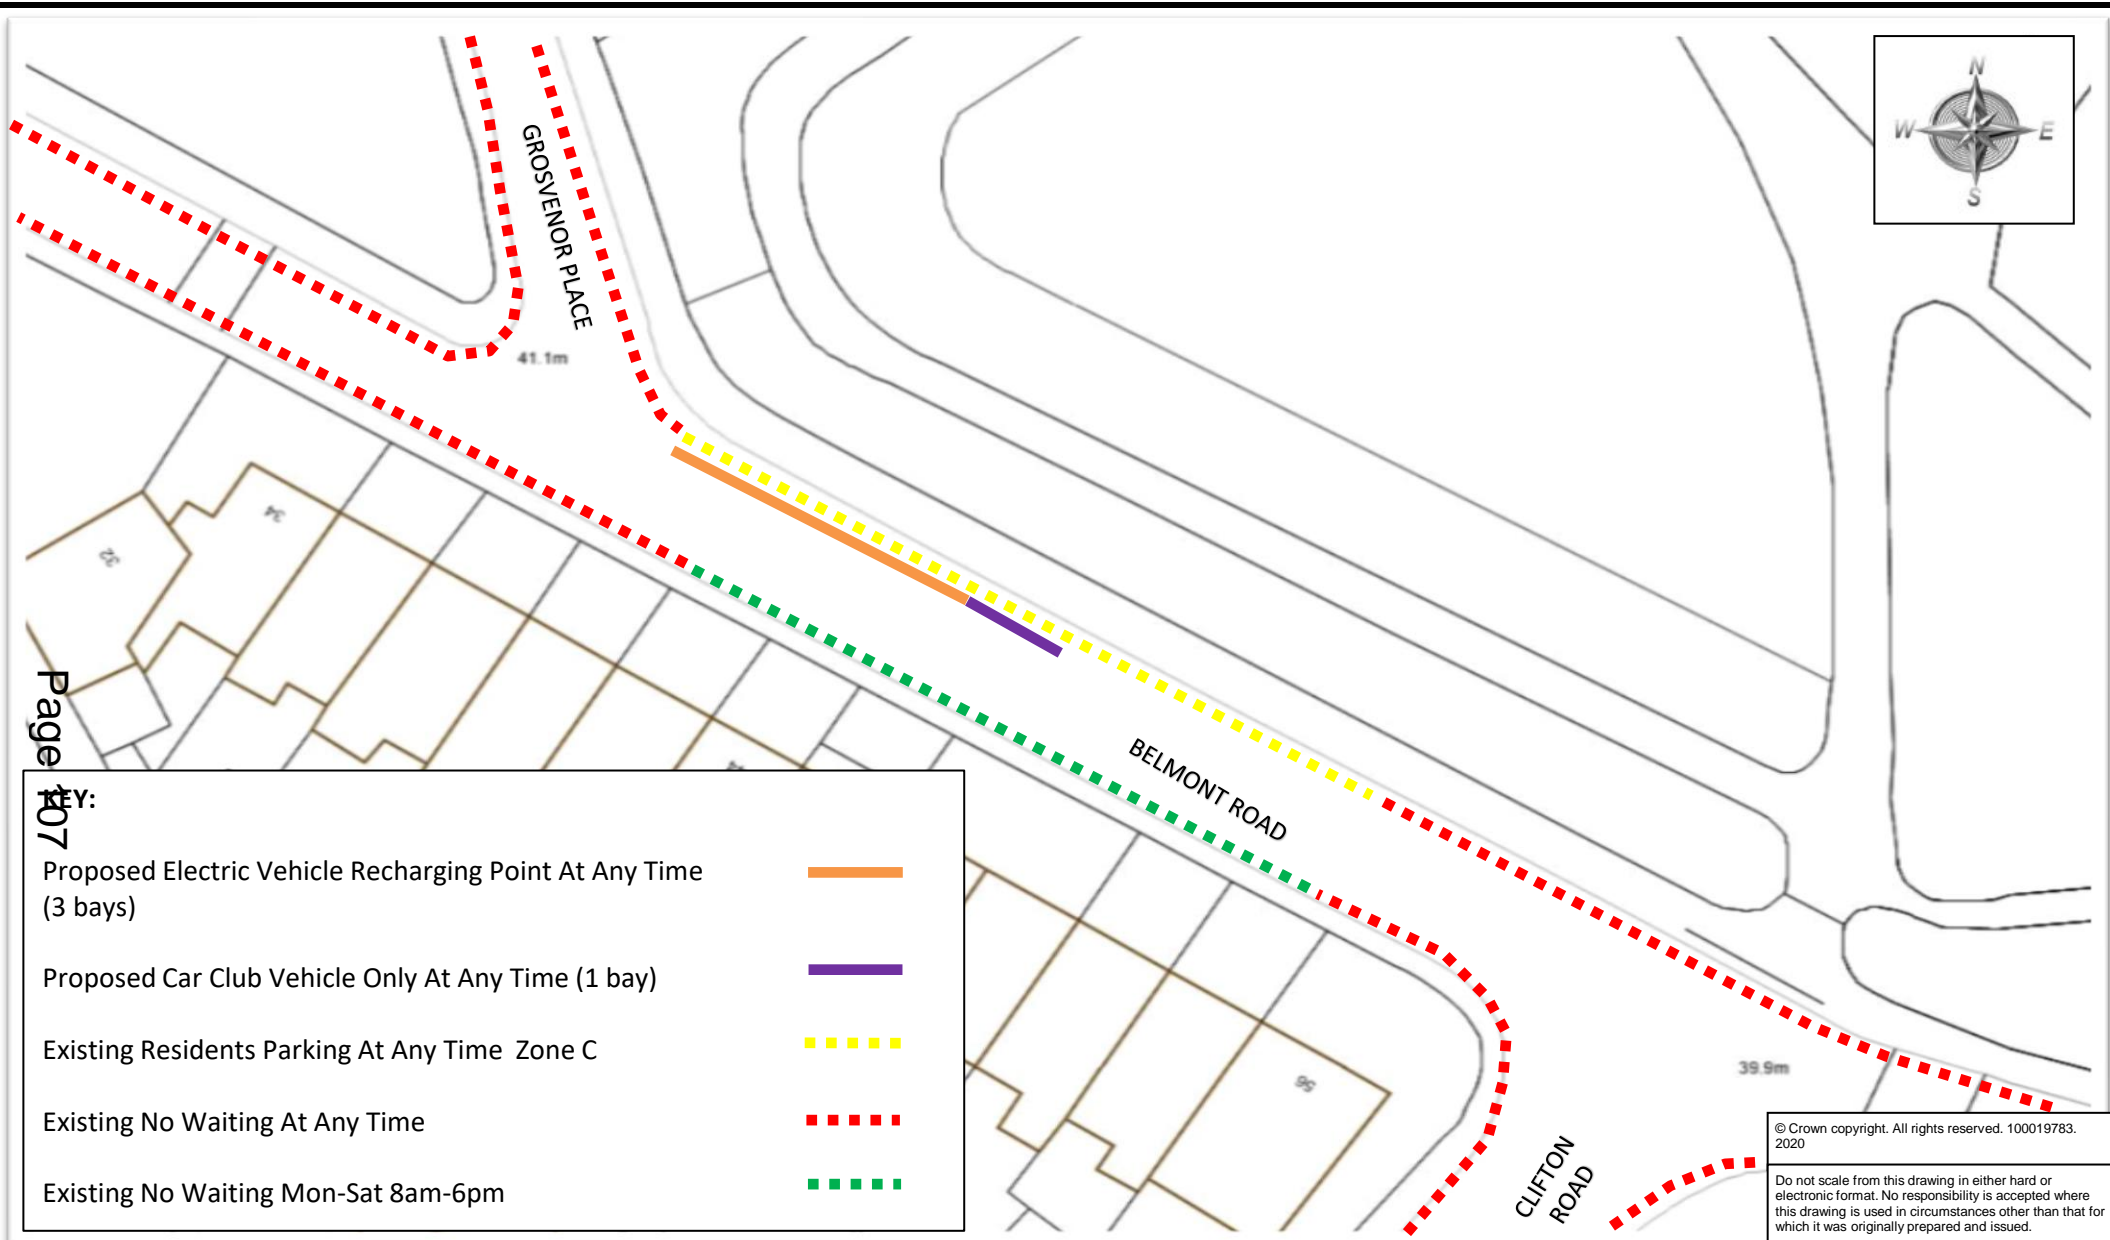 N
W
E
S
GROSVENOR PLACE
41.1m
34
32
BELMONT ROAD
Page 107
KEY:
Proposed Electric Vehicle Recharging Point At Any Time
(3 bays)
Proposed Car Club Vehicle Only At Any Time (1 bay)
Existing Residents Parking At Any Time Zone C
Existing No Waiting At Any Time
Existing No Waiting Mon-Sat 8am-6pm
56
39.9m
CLIFTON
ROAD
© Crown copyright. All rights reserved. 100019783.
2020
Do not scale from this drawing in either hard or
electronic format. No responsibility is accepted where
this drawing is used in circumstances other than that for
which it was originally prepared and issued.